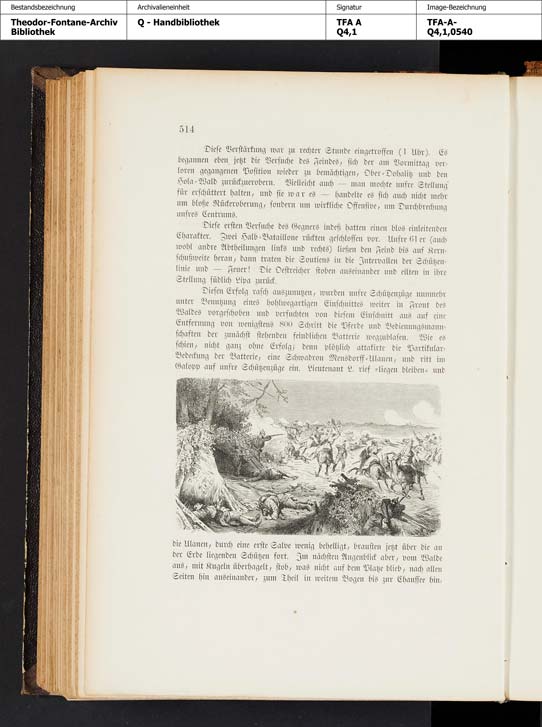 Bestandsbezeichnung
Theodor-Fontane-Archiv
Bibliothek
Archivalieneinheit
Q - Handbibliothek
Signatur
TFA A
Q4,1
Image-Bezeichnung
TFA-A-
Q4,1,0540
514
Diese Verstärkung war zu rechter Stunde eingetroffen (1 Uhr). Es
begannen eben jetzt die Versuche des Feindes, sich der am Vormittag ver-
loren gegangenen Position wieder zu bemächtigen, Ober-Dohalitz und den
Hola-Wald zurückzuerobern. Vielleicht auch — man mochte unsre Stellung
für erschüttert halten, und sie war es — handelte es sich auch nicht mehr
um bloße Rückeroberung, sondern um wirkliche Offensive, um Durchbrechung
unsres Centrums.
Diese ersten Versuche des Gegners indeß hatten einen blos einleitenden
Charakter. Zwei Halb-Bataillone rückten geschlossen vor. Unsre 61er (auch
wohl andre Abtheilungen links und rechts) ließen den Feind bis auf Kern-
schußweite heran, dann traten die Soutiens in die Intervallen der Schützen-
linie und — Feuer! Die Oestreicher stoben auseinander und eilten in ihre
Stellung südlich Lipa zurück.
Diesen Erfolg rasch auszunutzen, wurden unsre Schützenzüge nunmehr
unter Benutzung eines hohlwegartigen Einschnittes weiter in Front des
Waldes vorgeschoben und versuchten von diesem Einschnitt aus auf eine
Entfernung von wenigstens 800 Schritt die Pferde und Bedienungsmann-
schaften der zunächst stehenden feindlichen Batterie wegzublasen. Wie es
schien, nicht ganz ohne Erfolg; denn plötzlich attakirte die Partikular-
Bedeckung der Batterie, eine Schwadron Mensdorff-Ulanen, und ritt im
Galopp auf unsre Schützenzüge ein. Lieutenant L. rief »liegen bleiben« und
die Ulanen, durch eine erste Salve wenig behelligt, brausten jetzt über die an
der Erde liegenden Schützen fort. Im nächsten Augenblick aber, vom Walde
aus, mit Kugeln überhagelt, stob, was nicht auf dem Platze blieb, nach allen
Seiten hin auseinander, zum Theil in weitem Bogen bis zur Chaussee hin.